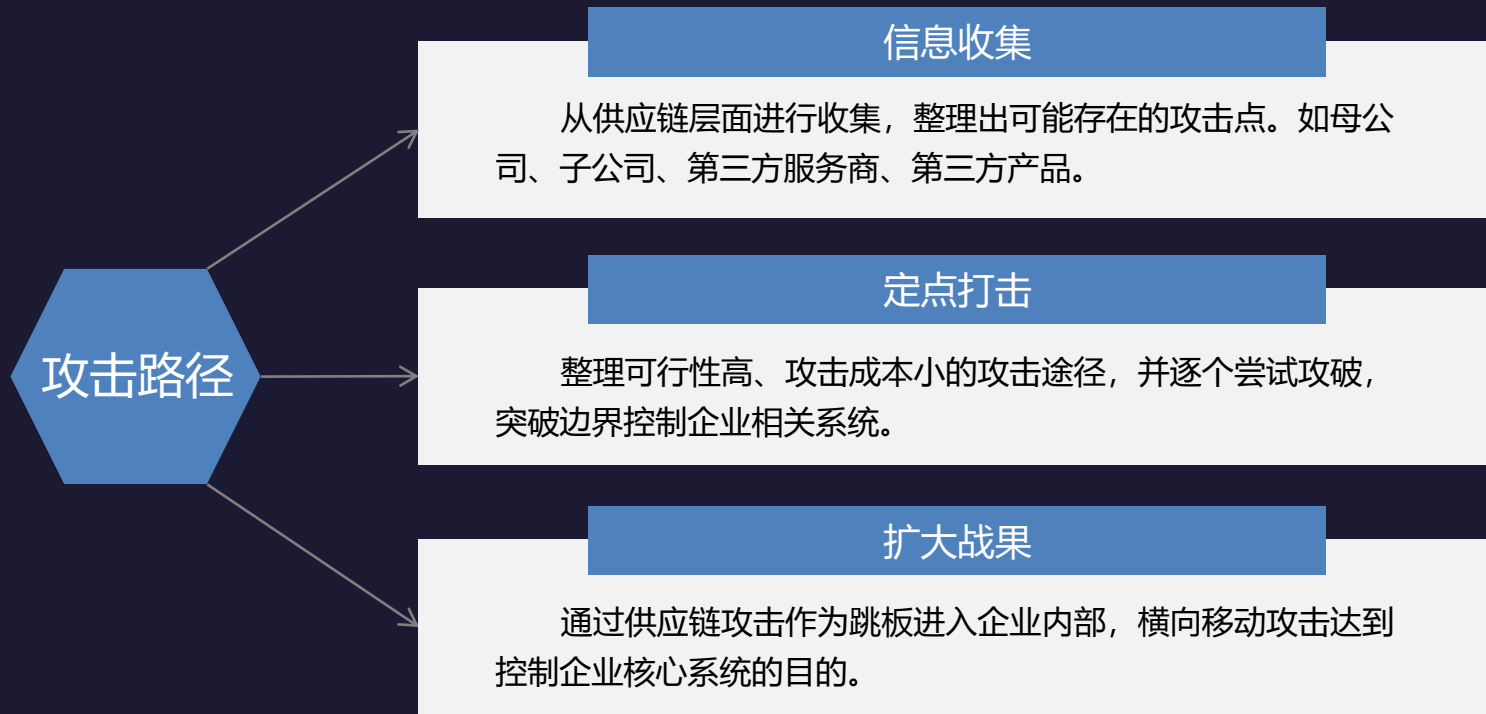 信息收集
从供应链层面进行收集，整理出可能存在的攻击点。如母公
司、子公司、第三方服务商、第三方产品。
攻击路径
定点打击
整理可行性高、攻击成本小的攻击途径，并逐个尝试攻破，
突破边界控制企业相关系统。
扩大战果
通过供应链攻击作为跳板进入企业内部，横向移动攻击达到
控制企业核心系统的目的。